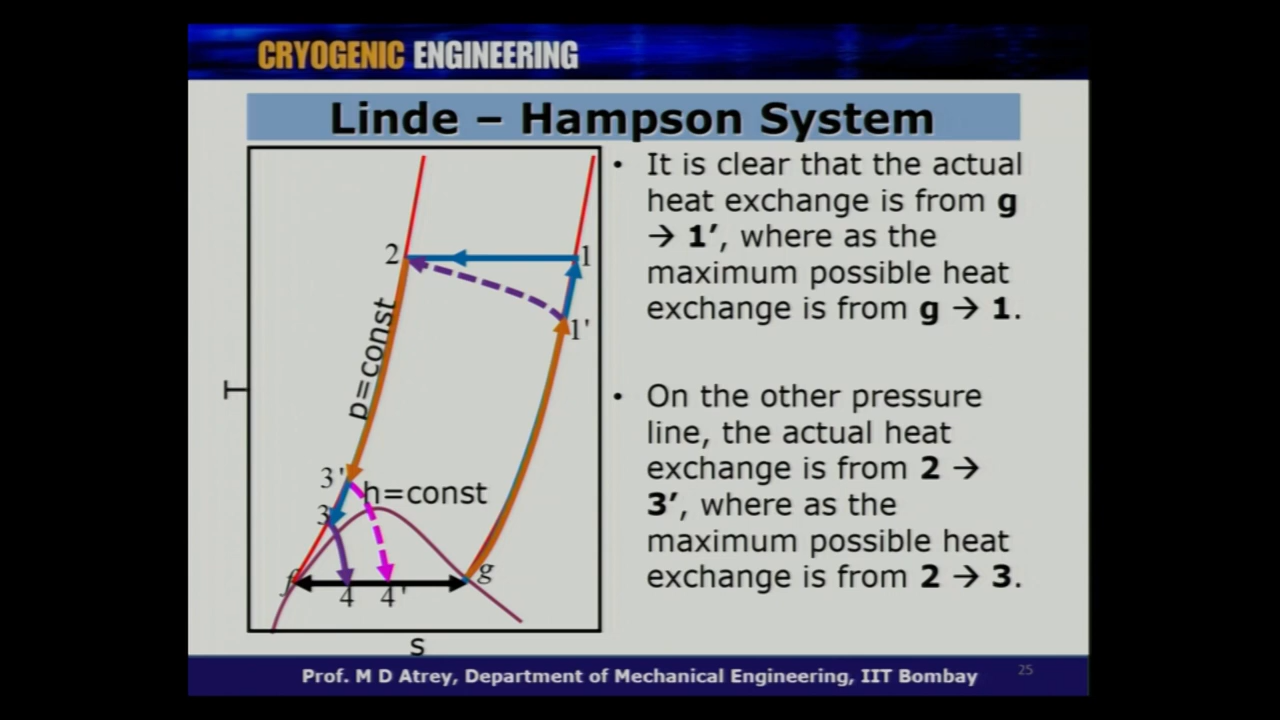 CRYOGENIC ENGINEERING
Linde – Hampson System
2
1
1'
p=const
T
3'
h=const
3
f
g
4
4'
s
• It is clear that the actual
heat exchange is from g
→ 1′, where as the
maximum possible heat
exchange is from g → 1.
• On the other pressure
line, the actual heat
exchange is from 2 →
3′, where as the
maximum possible heat
exchange is from 2 → 3.
Prof. M D Atrey, Department of Mechanical Engineering, IIT Bombay
25